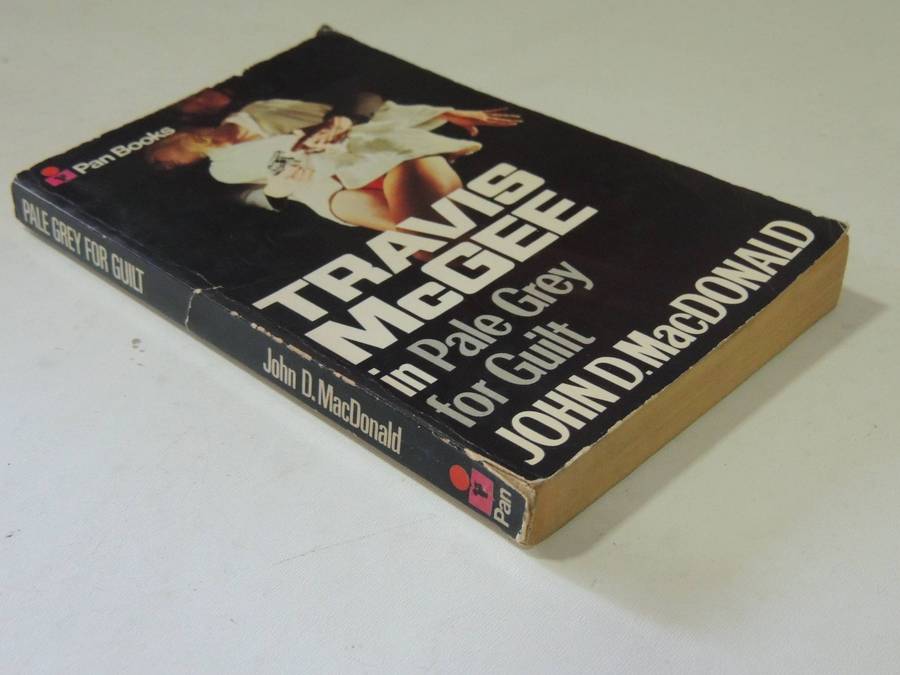 Pan Books
TRAVIS
McGEE
in Pale Grey
for Guilt
JOHN D. MacDONALD
PALE GREY FOR GUILT
John D. MacDonald
Pan